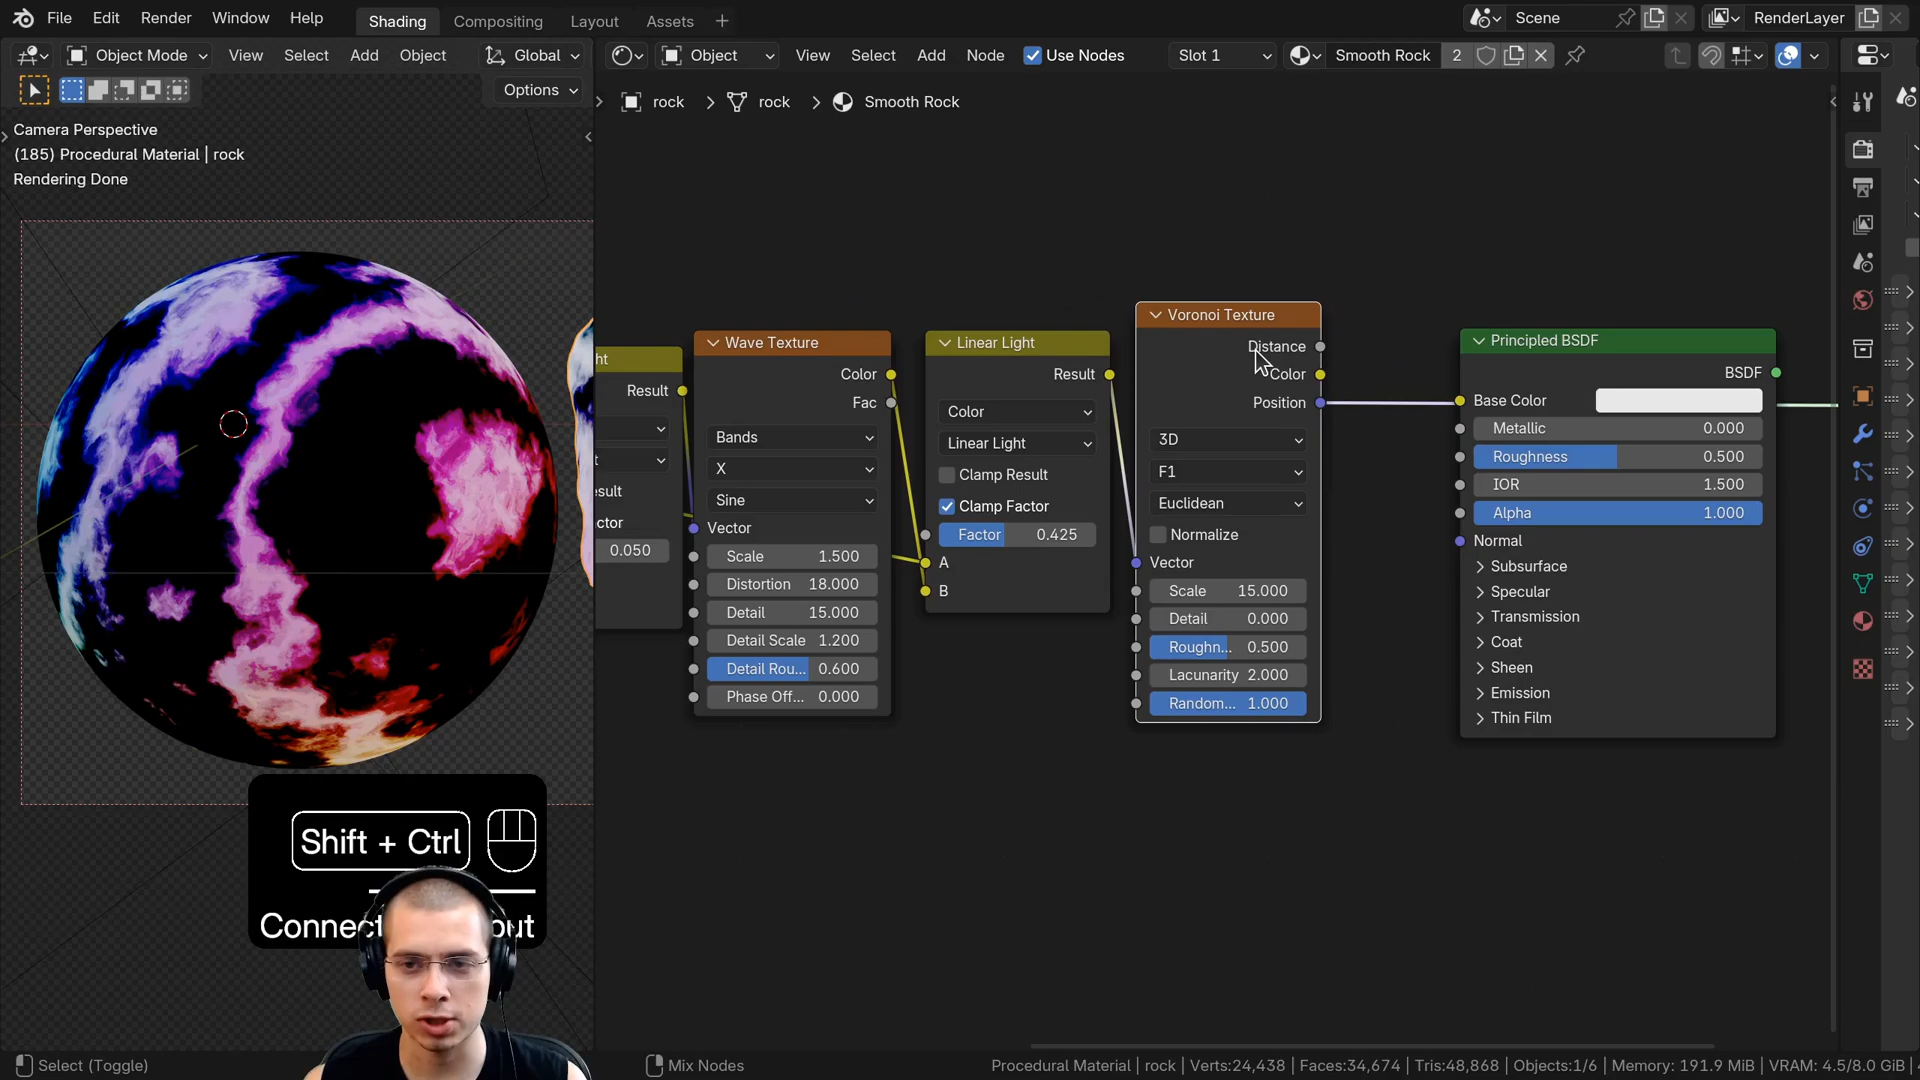 File Edit Render Window Help Shading Compositing Layout Assets + Scene RenderLayer
Object Mode View Select Add Object Global Object View Select Add Node Use Nodes Slot 1 Smooth Rock 2
Options
rock > rock > Smooth Rock
Camera Perspective
(185) Procedural Material | rock
Rendering Done
ht
Result
esult
ctor
0.050
Wave Texture
Color
Fac
Bands
X
Sine
Vector
Scale 1.500
Distortion 18.000
Detail 15.000
Detail Scale 1.200
Detail Rou... 0.600
Phase Off... 0.000
Linear Light
Result
Color
Linear Light
Clamp Result
Clamp Factor
Factor 0.425
A
B
Voronoi Texture
Distance
Color
Position
3D
F1
Euclidean
Normalize
Vector
Scale 15.000
Detail 0.000
Roughn... 0.500
Lacunarity 2.000
Random... 1.000
Principled BSDF
BSDF
Base Color
Metallic 0.000
Roughness 0.500
IOR 1.500
Alpha 1.000
Normal
Subsurface
Specular
Transmission
Coat
Sheen
Emission
Thin Film
Shift + Ctrl
Connect
Select (Toggle) Mix Nodes Procedural Material | rock | Verts:24,438 | Faces:34,674 | Tris:48,868 | Objects:1/6 | Memory: 191.9 MiB | VRAM: 4.5/8.0 GiB |